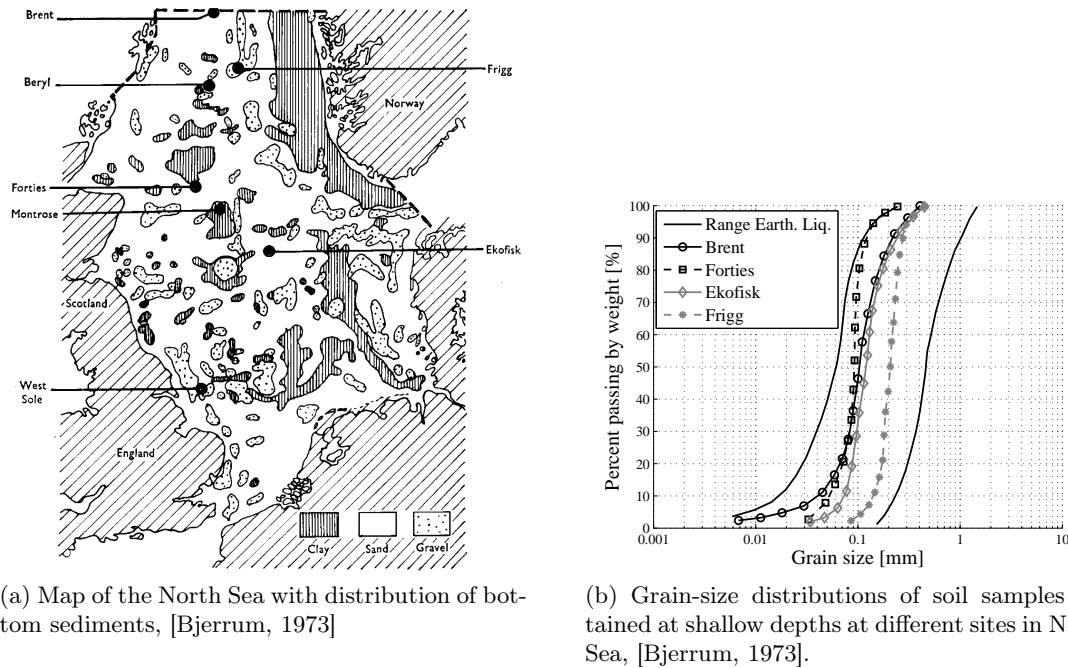 Brent
Beryl
Frigg
Norway
Forties
Montrose
Ekofisk
Scotland
West
Sole
England
Clay
Sand
Gravel
(a) Map of the North Sea with distribution of bot-
tom sediments, [Bjerrum, 1973]
Percent passing by weight [%]
100
90
80
70
60
50
40
30
20
10
0
Range Earth. Liq.
Brent
Forties
Ekofisk
Frigg
0.001
0.01
0.1
1
10
Grain size [mm]
(b) Grain-size distributions of soil samples
tained at shallow depths at different sites in N
Sea, [Bjerrum, 1973].